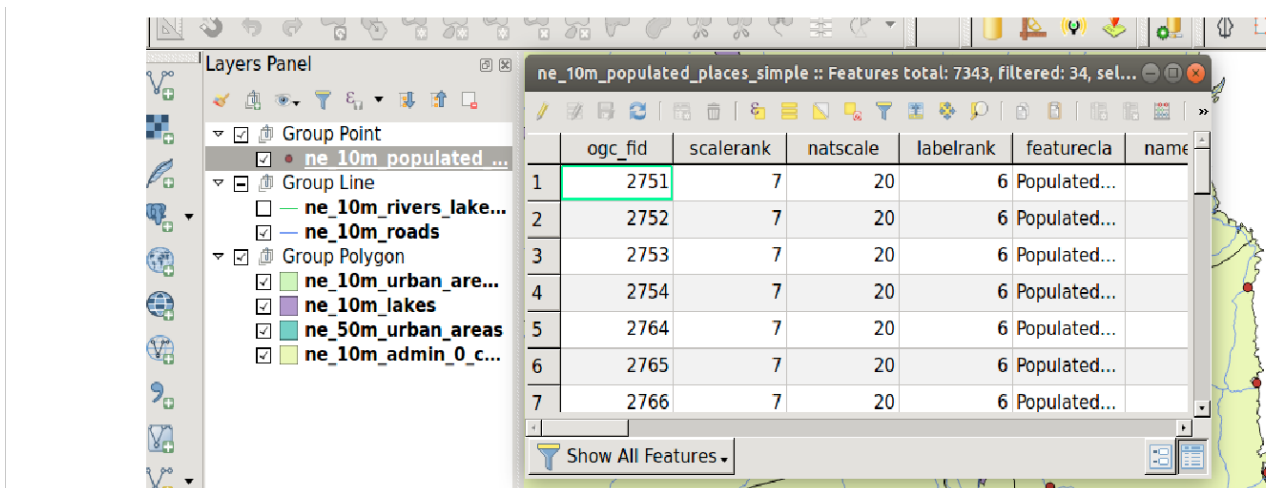 Layers Panel
Group Point
ne_10m_populated_...
Group Line
ne_10m_rivers_lake...
ne_10m_roads
Group Polygon
ne_10m_urban_are...
ne_10m_lakes
ne_50m_urban_areas
ne_10m_admin_0_c...
ne_10m_populated_places_simple :: Features total: 7343, filtered: 34, sel...
ogc_fid scalerank natscale labelrank featurecla name
1 2751 7 20 6 Populated...
2 2752 7 20 6 Populated...
3 2753 7 20 6 Populated...
4 2754 7 20 6 Populated...
5 2764 7 20 6 Populated...
6 2765 7 20 6 Populated...
7 2766 7 20 6 Populated...
Show All Features